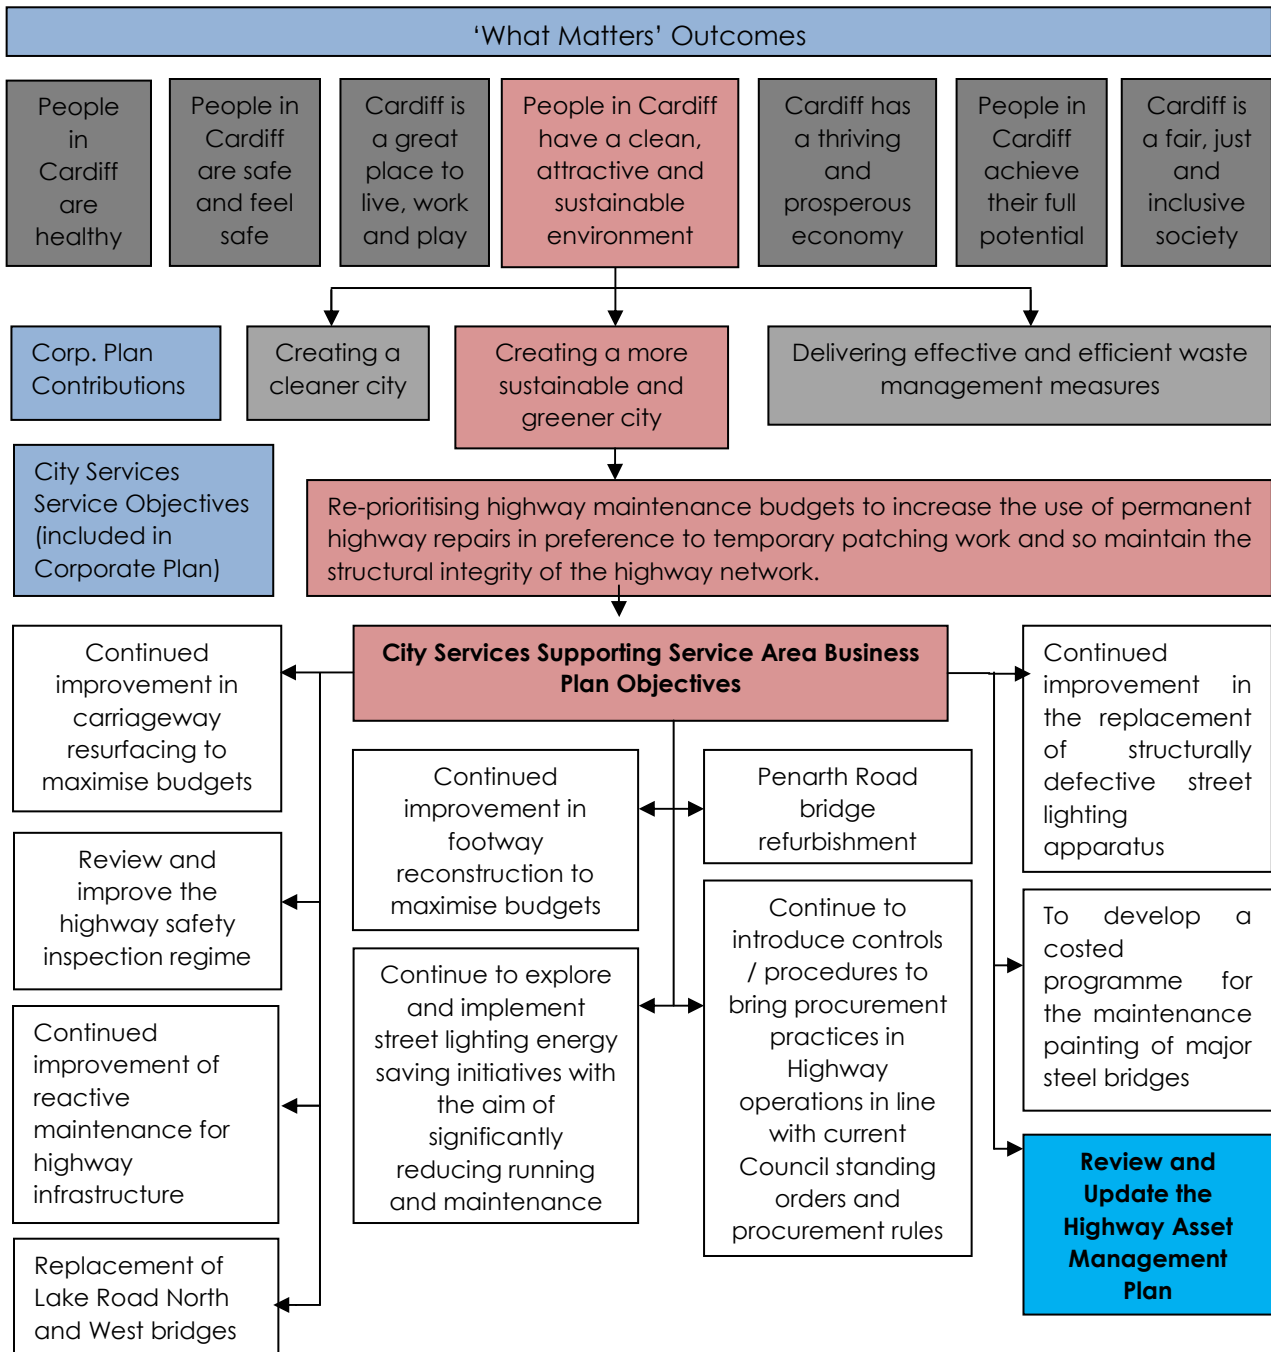 ‘What Matters’ Outcomes
People
in
Cardiff
are
healthy
People in
Cardiff
are safe
and feel
safe
Cardiff is
a great
place to
live, work
and play
People in Cardiff
have a clean,
attractive and
sustainable
environment
Cardiff has
a thriving
and
prosperous
economy
People in
Cardiff
achieve
their full
potential
Cardiff is
a fair, just
and
inclusive
society
Corp. Plan
Contributions
Creating a
cleaner city
Creating a more
sustainable and
greener city
Delivering effective and efficient waste
management measures
City Services
Service Objectives
(included in
Corporate Plan)
Re-prioritising highway maintenance budgets to increase the use of permanent
highway repairs in preference to temporary patching work and so maintain the
structural integrity of the highway network.
City Services Supporting Service Area Business
Plan Objectives
Continued
improvement in
carriageway
resurfacing to
maximise budgets
Review and
improve the
highway safety
inspection regime
Continued
improvement of
reactive
maintenance for
highway
infrastructure
Replacement of
Lake Road North
and West bridges
Continued
improvement in
footway
reconstruction to
maximise budgets
Continue to explore
and implement
street lighting energy
saving initiatives with
the aim of
significantly
reducing running
and maintenance
Penarth Road
bridge
refurbishment
Continue to
introduce controls
/ procedures to
bring procurement
practices in
Highway
operations in line
with current
Council standing
orders and
procurement rules
Continued
improvement in
the replacement
of structurally
defective street
lighting
apparatus
To develop a
costed
programme for
the maintenance
painting of major
steel bridges
Review and
Update the
Highway Asset
Management
Plan